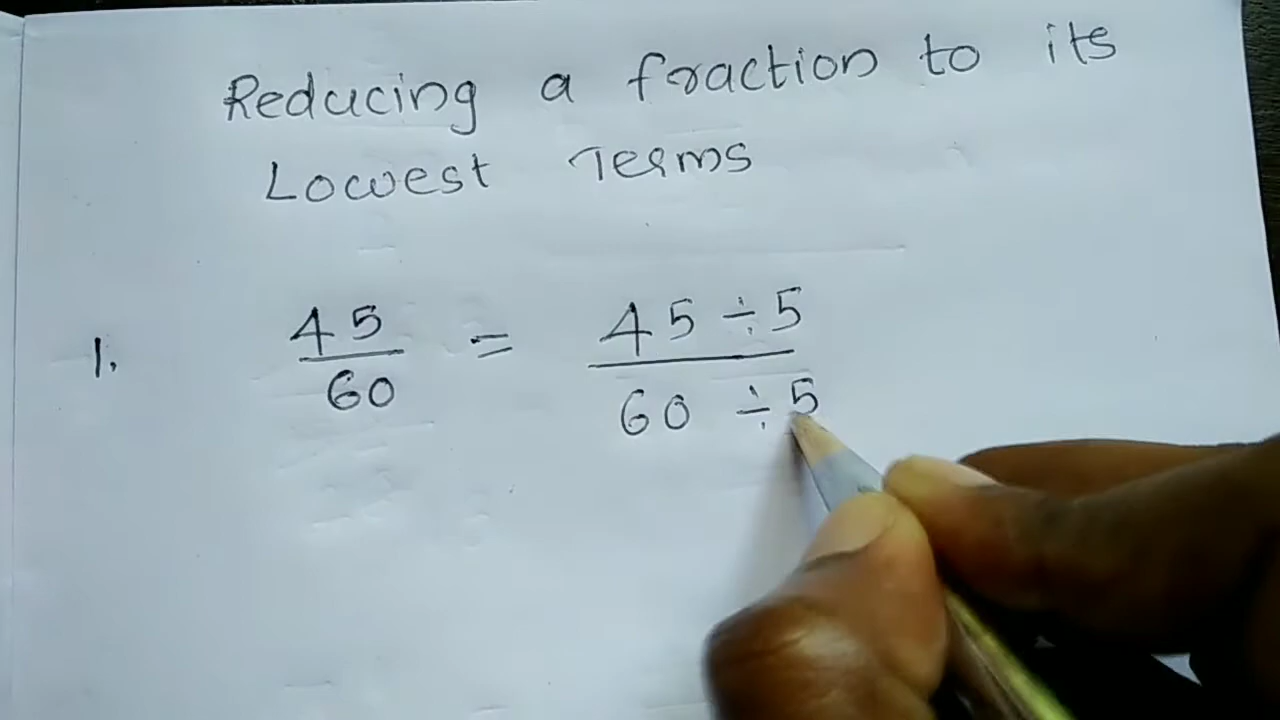 Reducing a fraction to its
Lowest Terms
1. 45/60 = 45 ÷ 5/60 ÷ 5